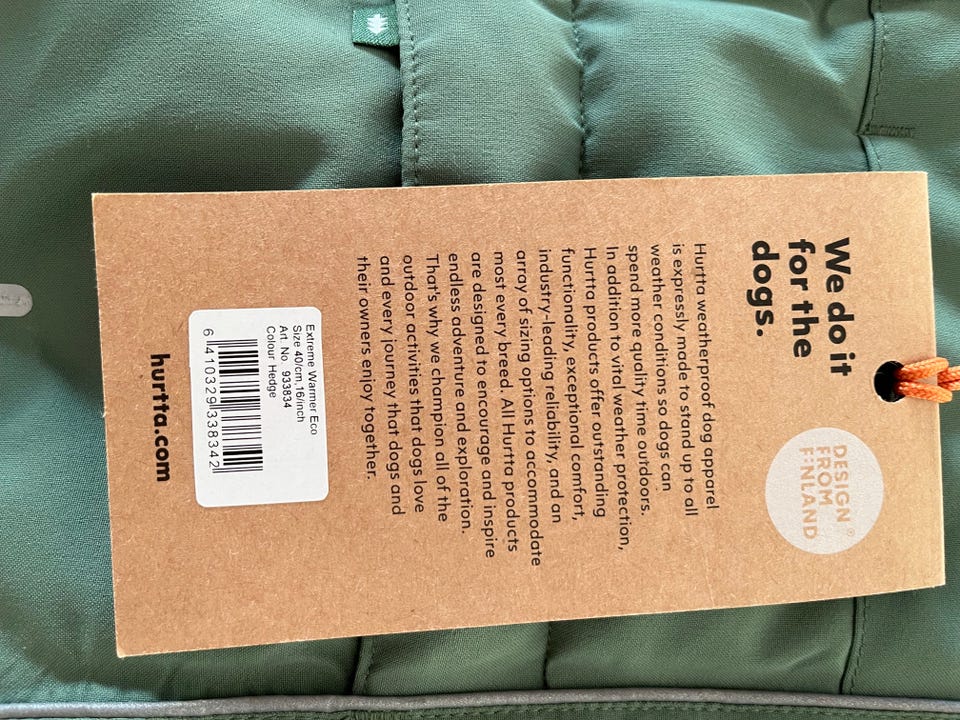 We do it
for the
dogs.
DESIGN ®
FROM
FINLAND
Hurtta weatherproof dog apparel
is expressly made to stand up to all
weather conditions so dogs can
spend more quality time outdoors.
In addition to vital weather protection,
Hurtta products offer outstanding
functionality, exceptional comfort,
industry-leading reliability, and an
array of sizing options to accommodate
most every breed. All Hurtta products
are designed to encourage and inspire
endless adventure and exploration.
That's why we champion all of the
outdoor activities that dogs love
and every journey that dogs and
their owners enjoy together.
Extreme Warmer Eco
Size 40/cm,16/inch
Art. No 933834
Colour Hedge
6 410329 338342
hurtta.com